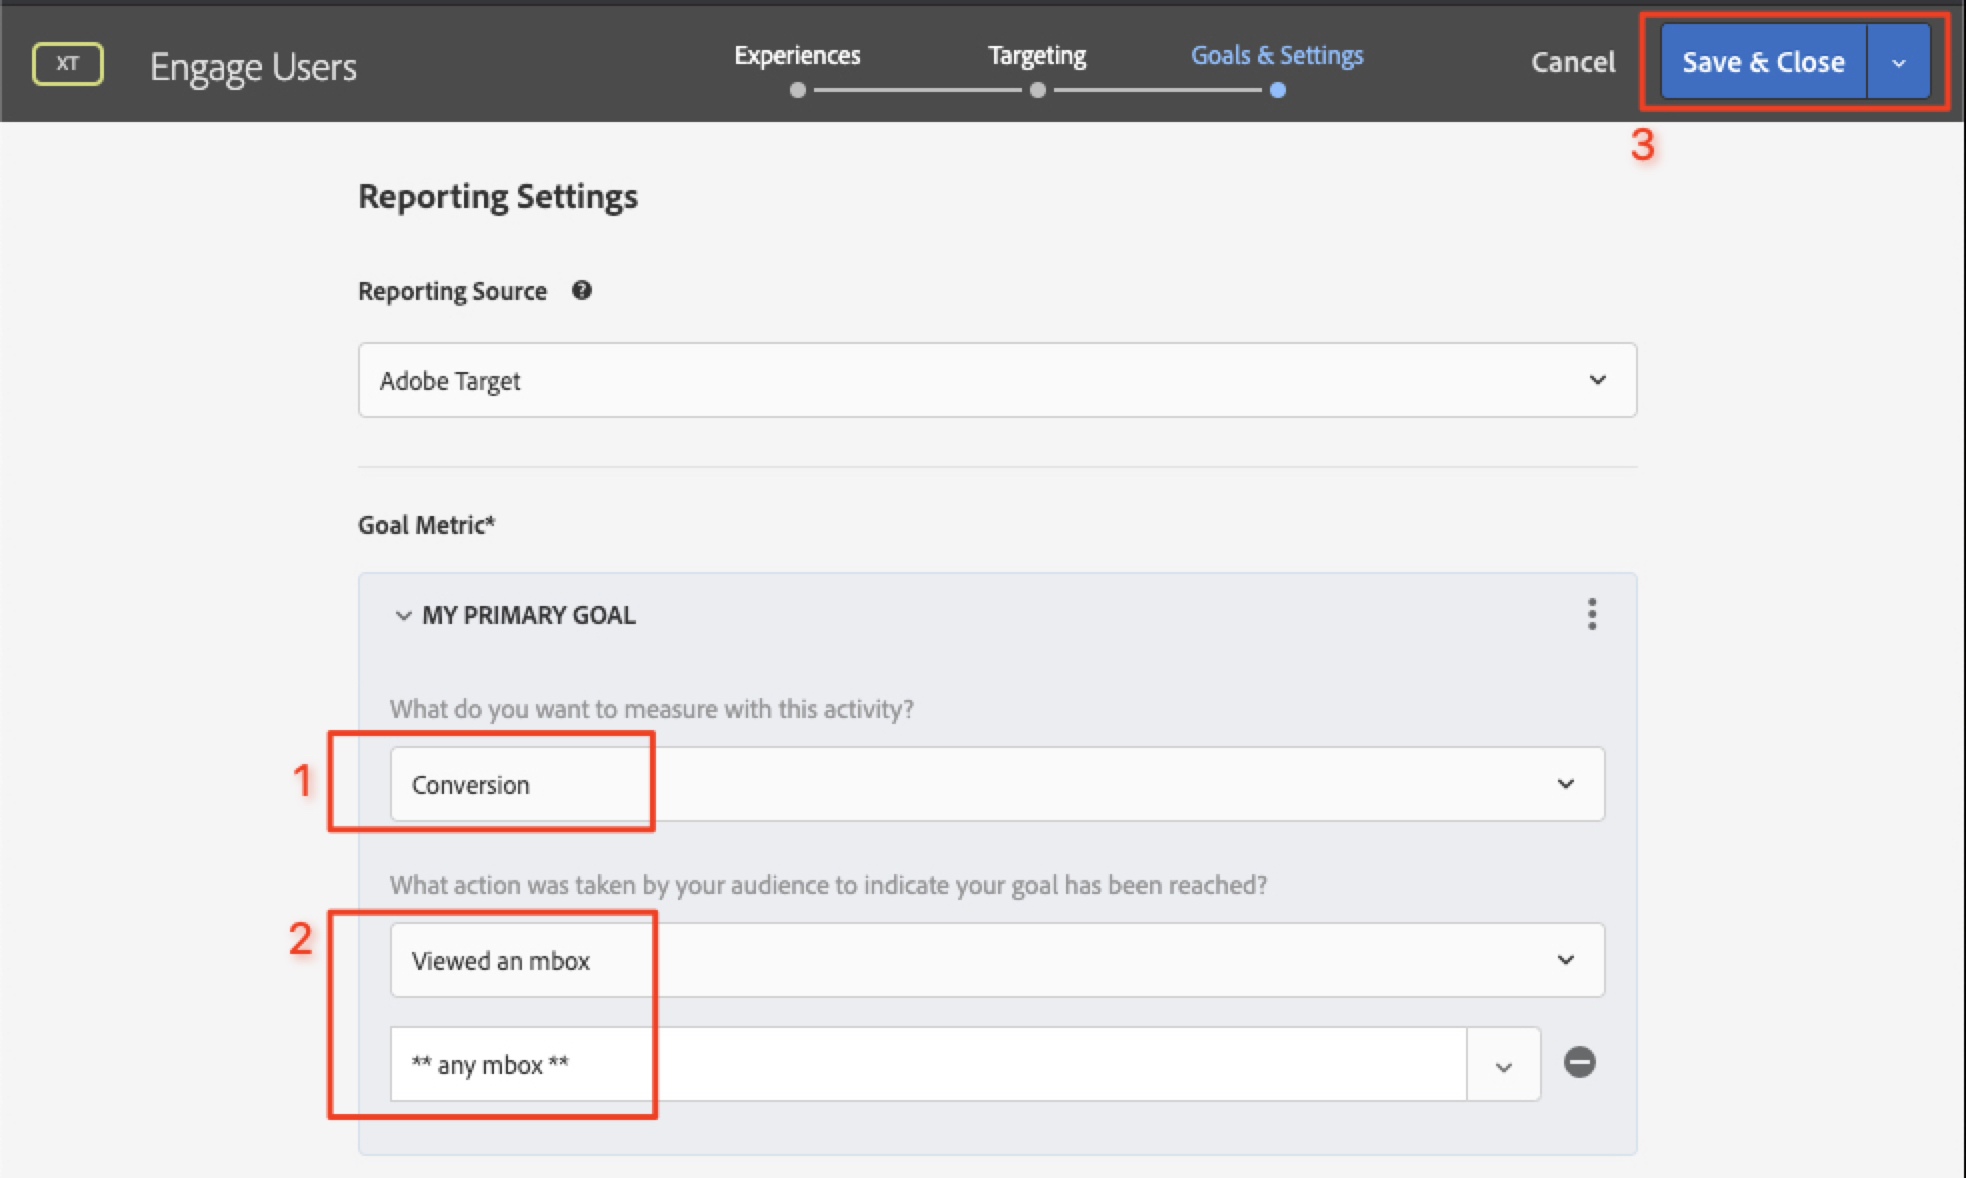 XT
Engage Users
Experiences
Targeting
Goals & Settings
Cancel
Save & Close
3
Reporting Settings
Reporting Source ?
Adobe Target
Goal Metric*
MY PRIMARY GOAL
What do you want to measure with this activity?
1
Conversion
What action was taken by your audience to indicate your goal has been reached?
2
Viewed an mbox
** any mbox **